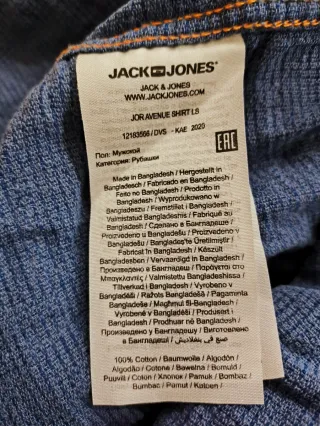 JACK JONES®
JACK & JONES
WWW.JACKJONES.COM
JOR AVENUE SHIRT LS
12183566/DVS - KAE 2020
EAC
Пол: Мужской
Категория: Рубашки
Made in Bangladesh / Hergestellt in
Bangladesch / Fabricado en Bangladesh /
Feito no Bangladesh / Prodotto in
Bangladesh / Wyprodukowano w
Bangladeszu / Fremstillet i Bangladesh /
Valmistatud Bangladeshis / Fabriqué au
Bangladesh / Сделано в Бангладеш /
Proizvedeno u Bangladešu / Proizvedeno v
Bangladešu / Bangladeş'te Üretilmiştir /
Fabricat în Bangladesh / Készült
Bangladesben / Vervaardigd in Bangladesh /
Произведено в Бангладеш / Παράγεται στο
Μπαγκλαντές / Valmistettu Bangladeshissa /
Tillverkad i Bangladesh / Vyrobeno v
Bangladéši / Ražots Bangladešā / Pagaminta
Bangladeše / Maghmul fil-Bangladesh /
Vyrobené v Bangladéši / Produsert i
Bangladesh / Prodhuar në Bangladesh /
Произведено у Бангладешу / Виготовлено
в Бангладеші / صنع في بنغلاديش
100% Cotton / Baumwolle / Algodón /
Algodão / Cotone / Bawełna / Bomuld /
Puuvill / Coton / Хлопок / Pamuk / Bombaz /
Bumbac / Pamut / Katoen /